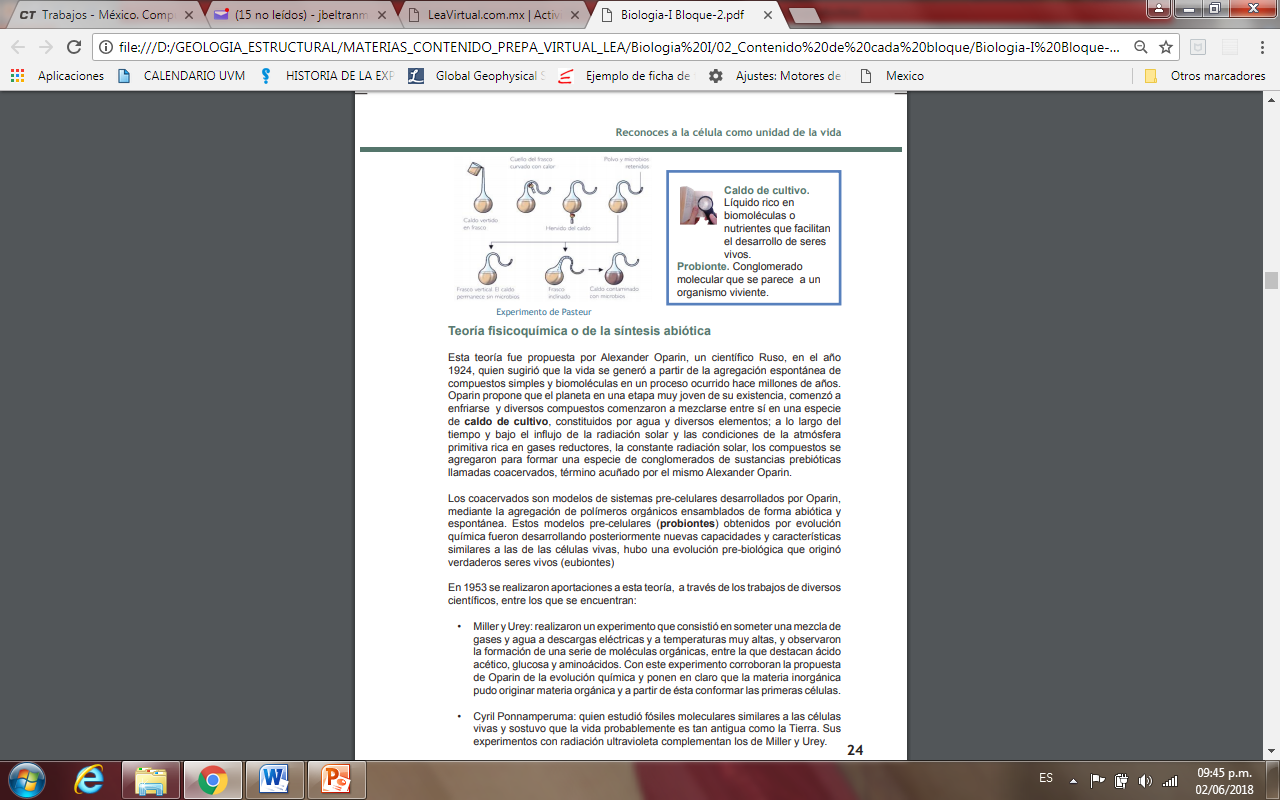 CT Trabajos - México. Comp
(15 no leídos) - jbeltranm
LeaVirtual.com.mx | Activ
Biologia-I Bloque-2.pdf
file:///D:/GEOLOGIA_ESTRUCTURAL/MATERIAS_CONTENIDO_PREPA_VIRTUAL_LEA/Biologia%20I/02_Contenido%20de%20cada%20bloque/Biologia-I%20Bloque-...
Aplicaciones
CALENDARIO UVM
HISTORIA DE LA EXP
Global Geophysical S
Ejemplo de ficha de
Ajustes: Motores de
Mexico
Otros marcadores
Reconoces a la célula como unidad de la vida
Cuello del frasco
curvado con calor
Polvo y microbios
retenidos
Caldo vertido
en frasco
Hervido del caldo
Frasco vertical. El caldo
permanece sin microbios
Frasco
inclinado
Caldo contaminado
con microbios
Experimento de Pasteur
Caldo de cultivo.
Líquido rico en
biomoléculas o
nutrientes que facilitan
el desarrollo de seres
vivos.
Probionte. Conglomerado
molecular que se parece a un
organismo viviente.
Teoría fisicoquímica o de la síntesis abiótica
Esta teoría fue propuesta por Alexander Oparin, un científico Ruso, en el año
1924, quien sugirió que la vida se generó a partir de la agregación espontánea de
compuestos simples y biomoléculas en un proceso ocurrido hace millones de años.
Oparin propone que el planeta en una etapa muy joven de su existencia, comenzó a
enfriarse y diversos compuestos comenzaron a mezclarse entre sí en una especie
de caldo de cultivo, constituidos por agua y diversos elementos; a lo largo del
tiempo y bajo el influjo de la radiación solar y las condiciones de la atmósfera
primitiva rica en gases reductores, la constante radiación solar, los compuestos se
agregaron para formar una especie de conglomerados de sustancias prebióticas
llamadas coacervados, término acuñado por el mismo Alexander Oparin.
Los coacervados son modelos de sistemas pre-celulares desarrollados por Oparin,
mediante la agregación de polímeros orgánicos ensamblados de forma abiótica y
espontánea. Estos modelos pre-celulares (probiontes) obtenidos por evolución
química fueron desarrollando posteriormente nuevas capacidades y características
similares a las de las células vivas, hubo una evolución pre-biológica que originó
verdaderos seres vivos (eubiontes)
En 1953 se realizaron aportaciones a esta teoría, a través de los trabajos de diversos
científicos, entre los que se encuentran:
• Miller y Urey: realizaron un experimento que consistió en someter una mezcla de
gases y agua a descargas eléctricas y a temperaturas muy altas, y observaron
la formación de una serie de moléculas orgánicas, entre la que destacan ácido
acético, glucosa y aminoácidos. Con este experimento corroboran la propuesta
de Oparin de la evolución química y ponen en claro que la materia inorgánica
pudo originar materia orgánica y a partir de ésta conformar las primeras células.
• Cyril Ponnamperuma: quien estudió fósiles moleculares similares a las células
vivas y sostuvo que la vida probablemente es tan antigua como la Tierra. Sus
experimentos con radiación ultravioleta complementan los de Miller y Urey.
24
ES
09:45 p.m.
02/06/2018